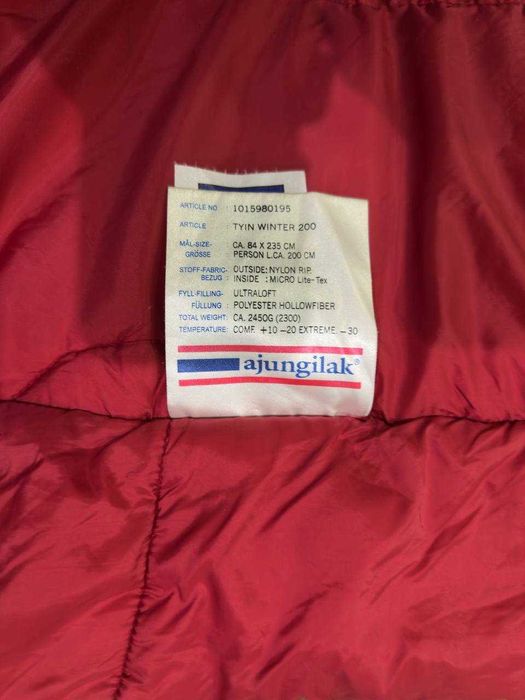 ARTICLE NO : 1015980195
ARTICLE : TYIN WINTER 200
MÅL-SIZE- : CA. 84 X 235 CM
GRÖSSE PERSON L.CA. 200 CM
STOFF-FABRIC- : OUTSIDE: NYLON RIP.
BEZUG : INSIDE : MICRO Lite-Tex
FYLL-FILLING- : ULTRALOFT
FÜLLUNG : POLYESTER HOLLOWFIBER
TOTAL WEIGHT: CA. 2450G (2300)
TEMPERATURE: COMF. +10 -20 EXTREME. -30
ajungilak®